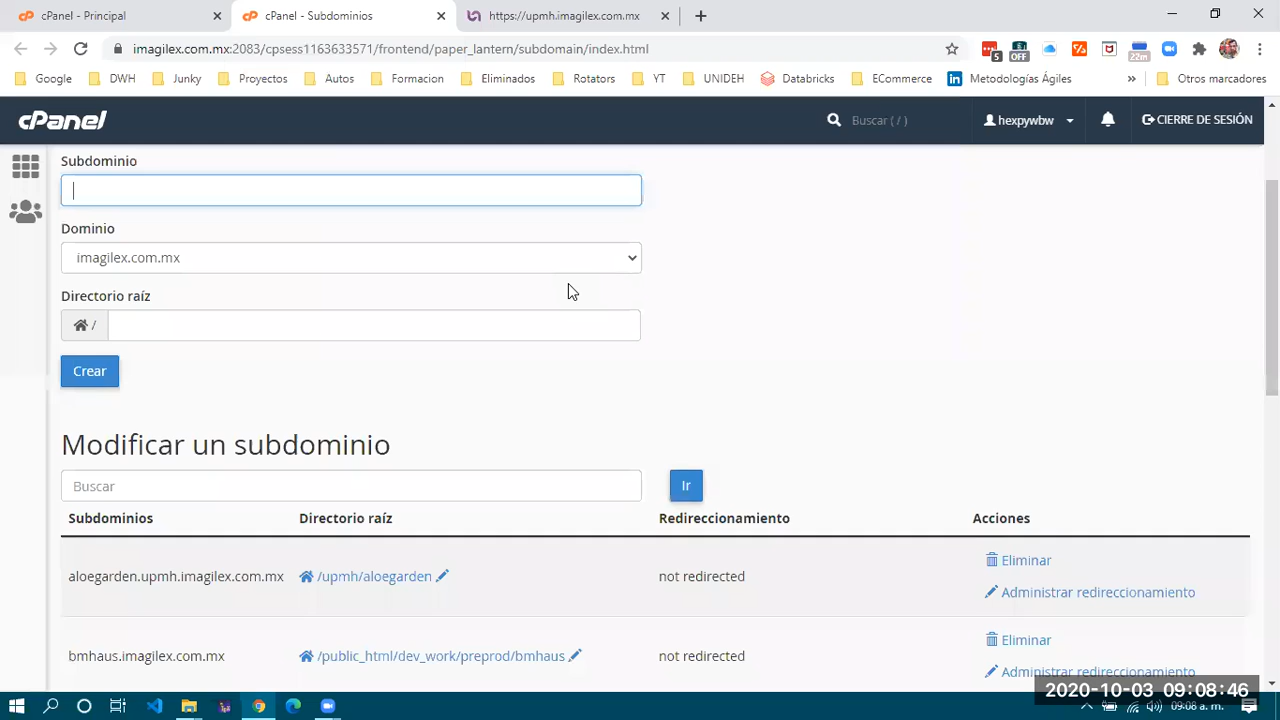 cPanel - Principal
cPanel - Subdominios
https://upmh.imagilex.com.mx
imagilex.com.mx:2083/cpsess1163633571/frontend/paper_lantern/subdomain/index.html
5
OFF
22m
Google
DWH
Junky
Proyectos
Autos
Formacion
Eliminados
Rotators
YT
UNIDEH
Databricks
ECommerce
Metodologías Ágiles
»
Otros marcadores
cPanel
Buscar ( / )
hexpywbw
CIERRE DE SESIÓN
Subdominio
Dominio
imagilex.com.mx
Directorio raíz
/
Crear
Modificar un subdominio
Buscar
Ir
Subdominios Directorio raíz Redireccionamiento Acciones
aloegarden.upmh.imagilex.com.mx /upmh/aloegarden not redirected
Eliminar
Administrar redireccionamiento
bmhaus.imagilex.com.mx /public_html/dev_work/preprod/bmhaus not redirected
Eliminar
Administrar redireccionamiento
2020-10-03 09:08:46
09:08 a. m.